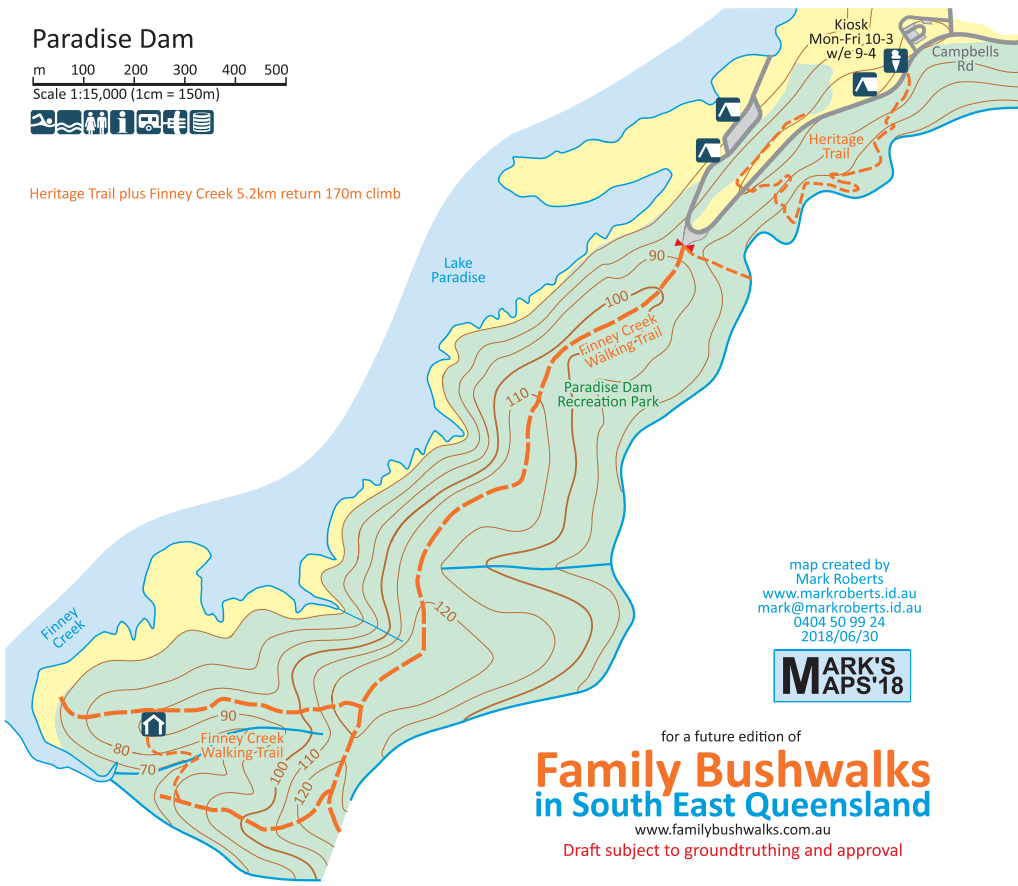 Paradise Dam
m 100 200 300 400 500
Scale 1:15,000 (1cm = 150m)
Heritage Trail plus Finney Creek 5.2km return 170m climb
Kiosk
Mon-Fri 10-3
w/e 9-4
Campbells
Rd
Heritage
Trail
Lake
Paradise
90
100
Finney Creek
Walking Trail
110
Paradise Dam
Recreation Park
120
Finney
Creek
90
Finney Creek
Walking Trail
80
70
100
110
120
map created by
Mark Roberts
www.markroberts.id.au
mark@markroberts.id.au
0404 50 99 24
2018/06/30
MARK'S
MAPS'18
for a future edition of
Family Bushwalks
in South East Queensland
www.familybushwalks.com.au
Draft subject to groundtruthing and approval